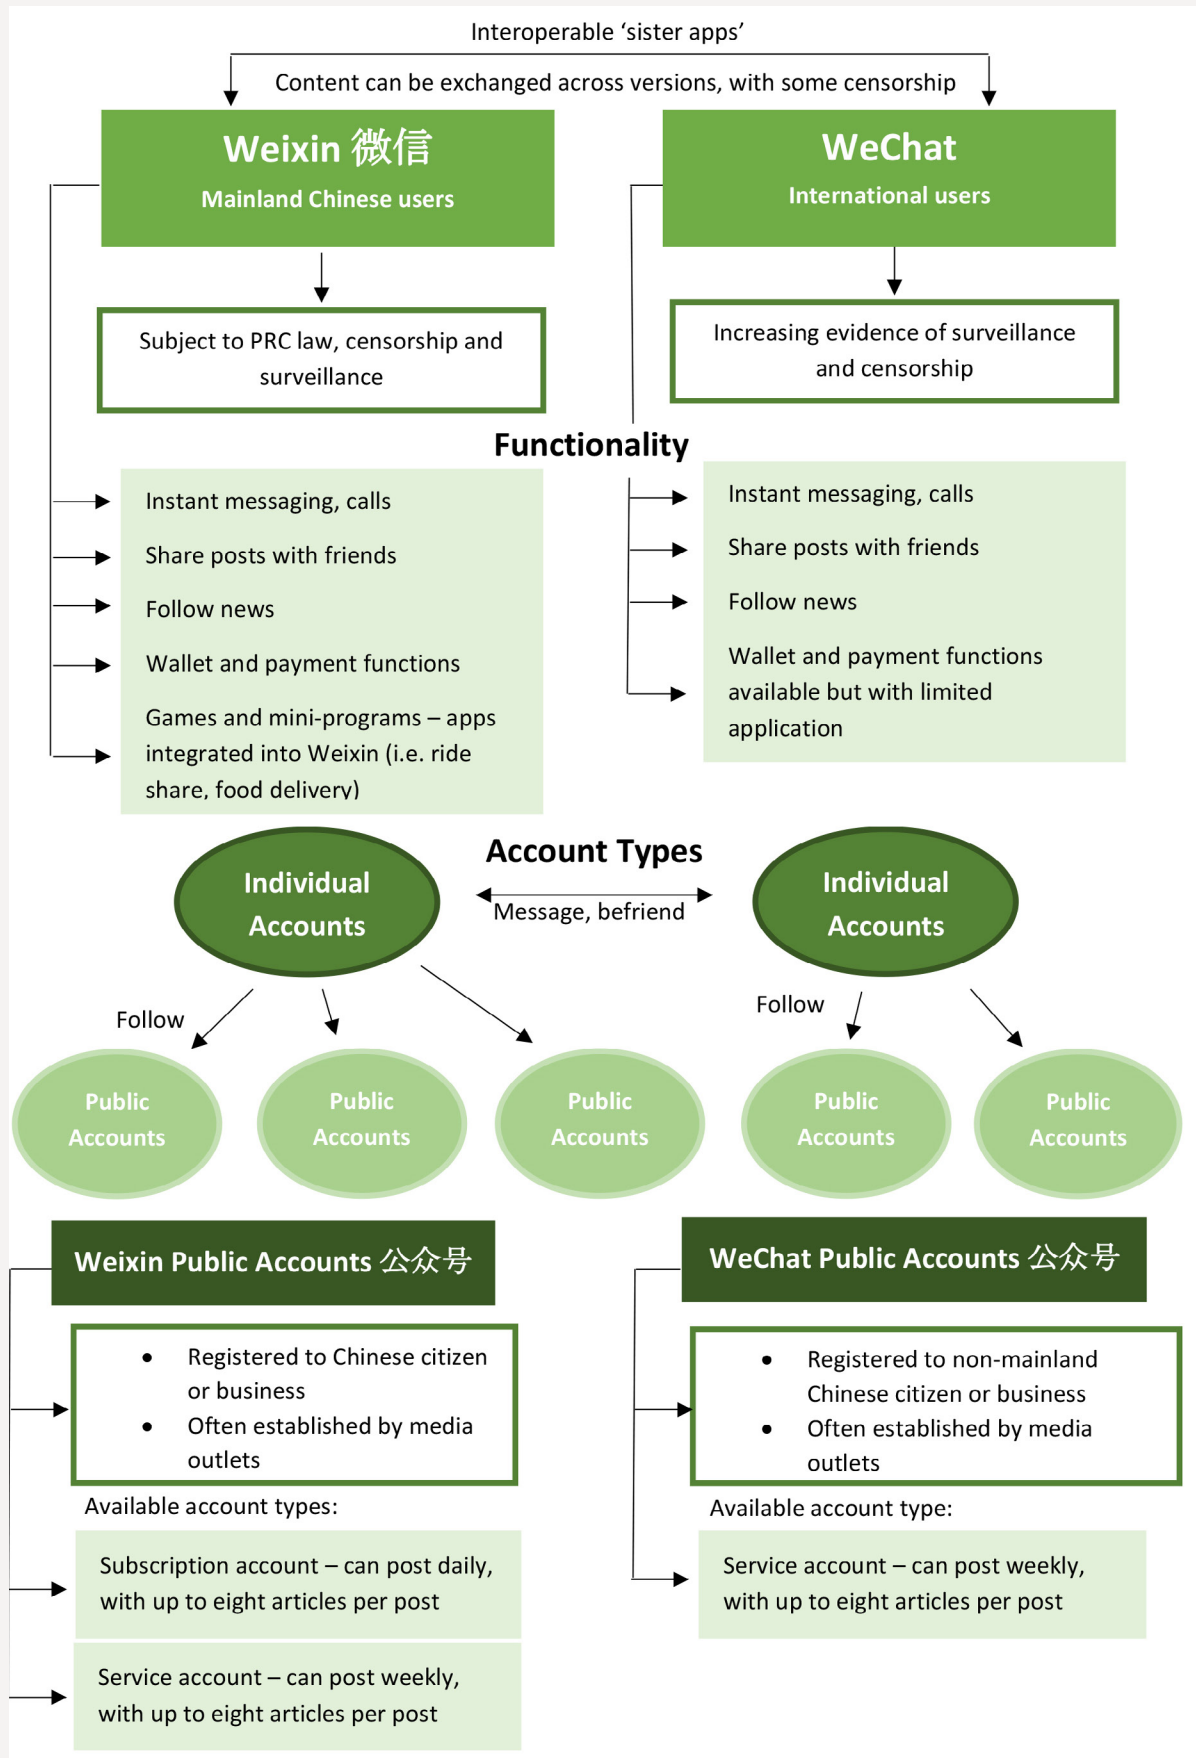 Interoperable ‘sister apps’
Content can be exchanged across versions, with some censorship
Weixin 微信
Mainland Chinese users
WeChat
International users
Subject to PRC law, censorship and
surveillance
Increasing evidence of surveillance
and censorship
Functionality
Instant messaging, calls
Share posts with friends
Follow news
Wallet and payment functions
Games and mini-programs – apps
integrated into Weixin (i.e. ride
share, food delivery)
Instant messaging, calls
Share posts with friends
Follow news
Wallet and payment functions
available but with limited
application
Account Types
Individual
Accounts
Message, befriend
Individual
Accounts
Follow
Follow
Public
Accounts
Public
Accounts
Public
Accounts
Public
Accounts
Public
Accounts
Weixin Public Accounts 公众号
• Registered to Chinese citizen
or business
• Often established by media
outlets
Available account types:
Subscription account – can post daily,
with up to eight articles per post
Service account – can post weekly,
with up to eight articles per post
WeChat Public Accounts 公众号
• Registered to non-mainland
Chinese citizen or business
• Often established by media
outlets
Available account type:
Service account – can post weekly,
with up to eight articles per post